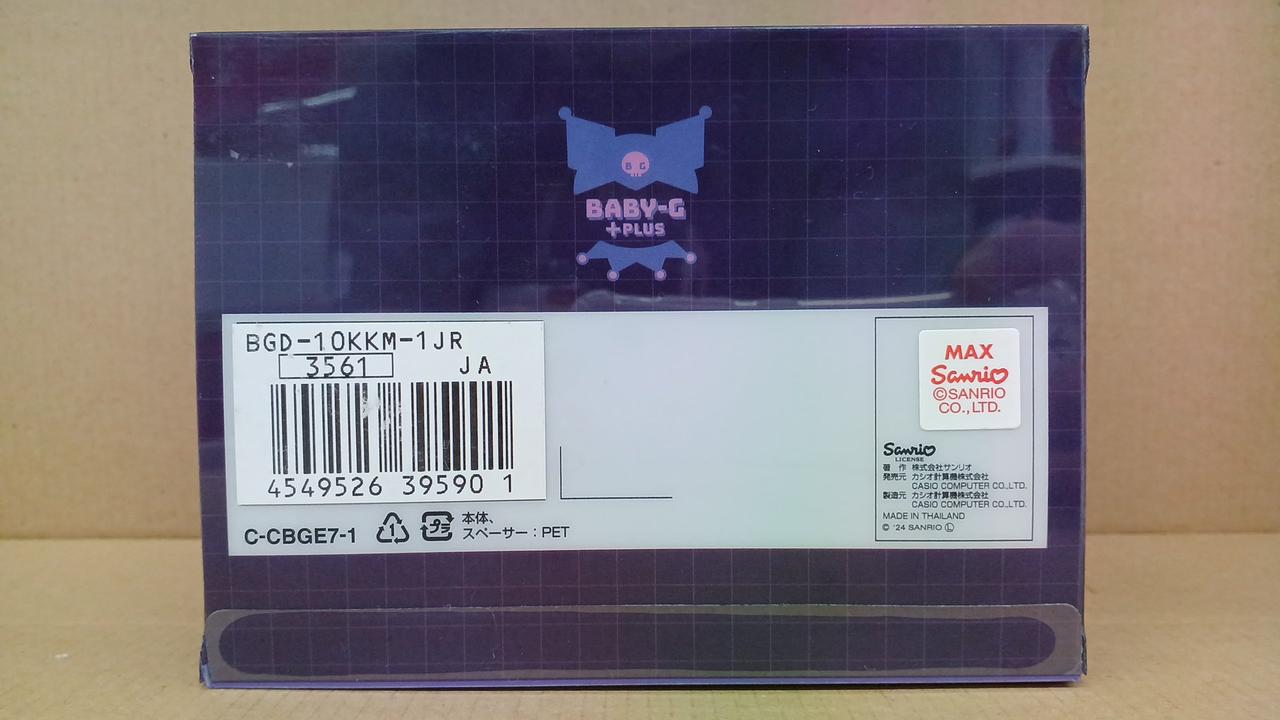 B G
BABY-G
+PLUS
BGD-10KKM-1JR
3561 JA
4549526 39590 1
C-CBGE7-1
1
プラ
本体、
スペーサー：PET
MAX
Sanrio
©SANRIO
CO.,LTD.
Sanrio
LICENSE
著 作 株式会社サンリオ
発売元 カシオ計算機株式会社
CASIO COMPUTER CO.,LTD.
製造元 カシオ計算機株式会社
CASIO COMPUTER CO.,LTD.
MADE IN THAILAND
© '24 SANRIO Ⓛ